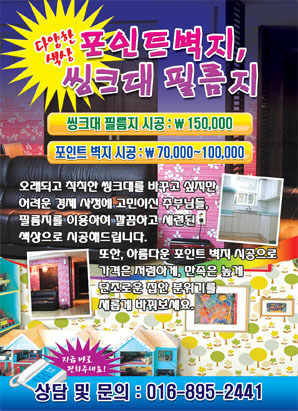 다양한
색상
포인트벽지,
씽크대 필름지
씽크대 필름지 시공 : ₩ 150,000
포인트 벽지 시공 : ₩ 70,000~100,000
오래되고 칙칙한 씽크대를 바꾸고 싶지만,
어려운 경제 사정에 고민이신 주부님들,
필름지를 이용하여 깔끔하고 세련된
색상으로 시공해드립니다.
또한, 아름다운 포인트 벽지 시공으로
가격은 저렴하게, 만족은 높게
단조로운 집안 분위기를
새롭게 바꿔보세요.
지금 바로
전화주세요!
상담 및 문의 : 016-895-2441